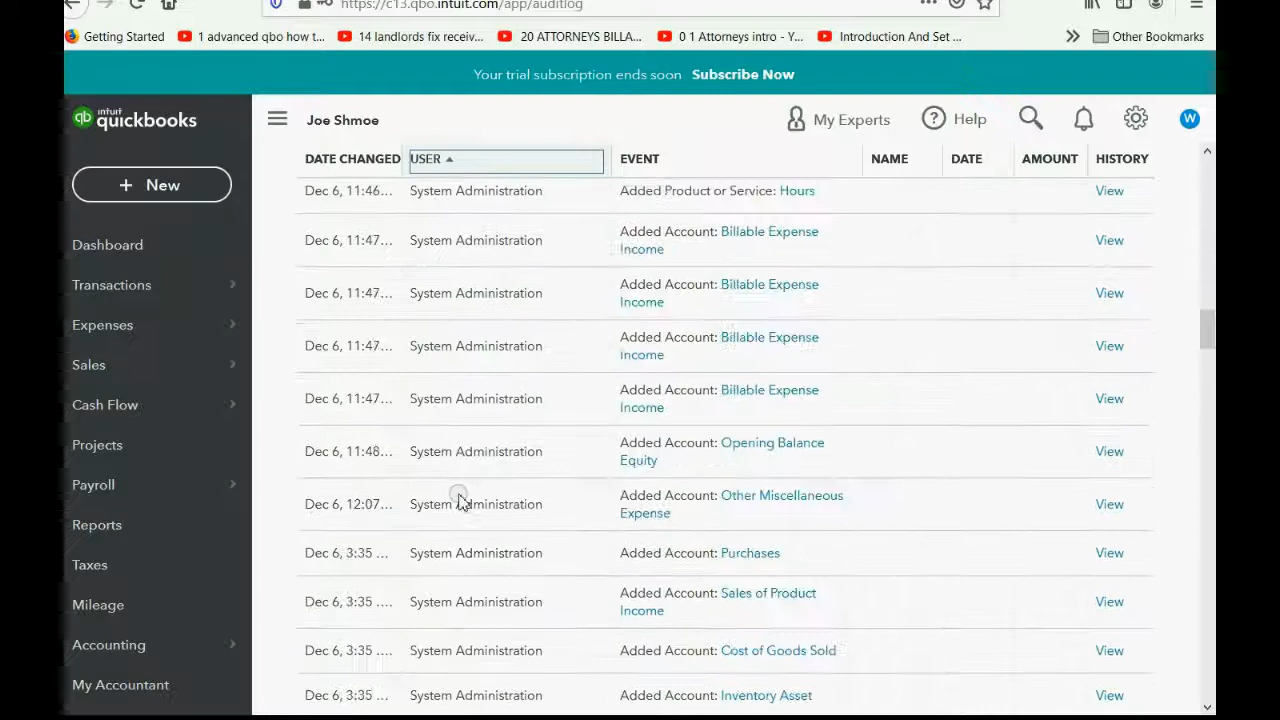 https://c13.qbo.intuit.com/app/auditlog
Getting Started
1 advanced qbo how t...
14 landlords fix receiv...
20 ATTORNEYS BILLA...
0 1 Attorneys intro - Y...
Introduction And Set ...
Other Bookmarks
Your trial subscription ends soon Subscribe Now
qb intuit quickbooks
Joe Shmoe
My Experts
Help
W
+ New
Dashboard
Transactions
Expenses
Sales
Cash Flow
Projects
Payroll
Reports
Taxes
Mileage
Accounting
My Accountant
DATE CHANGED USER EVENT NAME DATE AMOUNT HISTORY
Dec 6, 11:46... System Administration Added Product or Service: Hours View
Dec 6, 11:47... System Administration Added Account: Billable Expense Income View
Dec 6, 11:47... System Administration Added Account: Billable Expense Income View
Dec 6, 11:47... System Administration Added Account: Billable Expense Income View
Dec 6, 11:47... System Administration Added Account: Billable Expense Income View
Dec 6, 11:48... System Administration Added Account: Opening Balance Equity View
Dec 6, 12:07... System Administration Added Account: Other Miscellaneous Expense View
Dec 6, 3:35 ... System Administration Added Account: Purchases View
Dec 6, 3:35 .... System Administration Added Account: Sales of Product Income View
Dec 6, 3:35 ... System Administration Added Account: Cost of Goods Sold View
Dec 6, 3:35 ... System Administration Added Account: Inventory Asset View